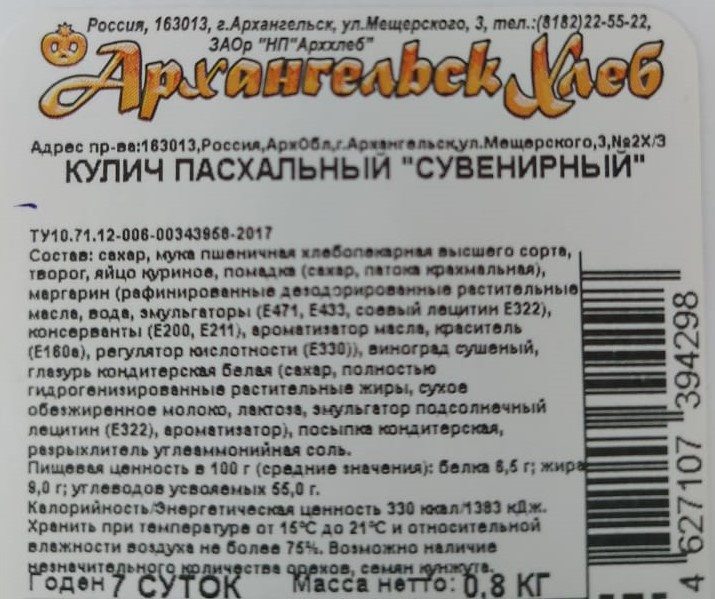 Россия, 163013, г.Архангельск, ул.Мещерского, 3, тел.:(8182)22-55-22,
ЗАОр "НП"Арххлеб"
Архангельск Хлеб
Адрес пр-ва:163013,Россия,АрхОбл,г.Архангельск,ул.Мещерского,3,№2Х/З
КУЛИЧ ПАСХАЛЬНЫЙ "СУВЕНИРНЫЙ"
ТУ10.71.12-006-00343958-2017
Состав: сахар, мука пшеничная хлебопекарная высшего сорта,
творог, яйцо куриное, помадка (сахар, патока крахмальная),
маргарин (рафинированные дезодорированные растительные
масла, вода, эмульгаторы (Е471, Е433, соевый лецитин Е322),
консерванты (Е200, Е211), ароматизатор масла, краситель
(Е160а), регулятор кислотности (Е330)), виноград сушеный,
глазурь кондитерская белая (сахар, полностью
гидрогенизированные растительные жиры, сухое
обезжиренное молоко, лактоза, эмульгатор подсолнечный
лецитин (Е322), ароматизатор), посыпка кондитерская,
разрыхлитель углеаммонийная соль.
Пищевая ценность в 100 г (средние значения): белка 6,5 г; жира
9,0 г; углеводов усвояемых 55,0 г.
Калорийность/Энергетическая ценность 330 ккал/1383 кДж.
Хранить при температуре от 15°С до 21°С и относительной
влажности воздуха не более 75%. Возможно наличие
незначительного количества орехов, семян кунжута.
Годен 7 СУТОК Масса нетто: 0,8 КГ
4 627107 394298